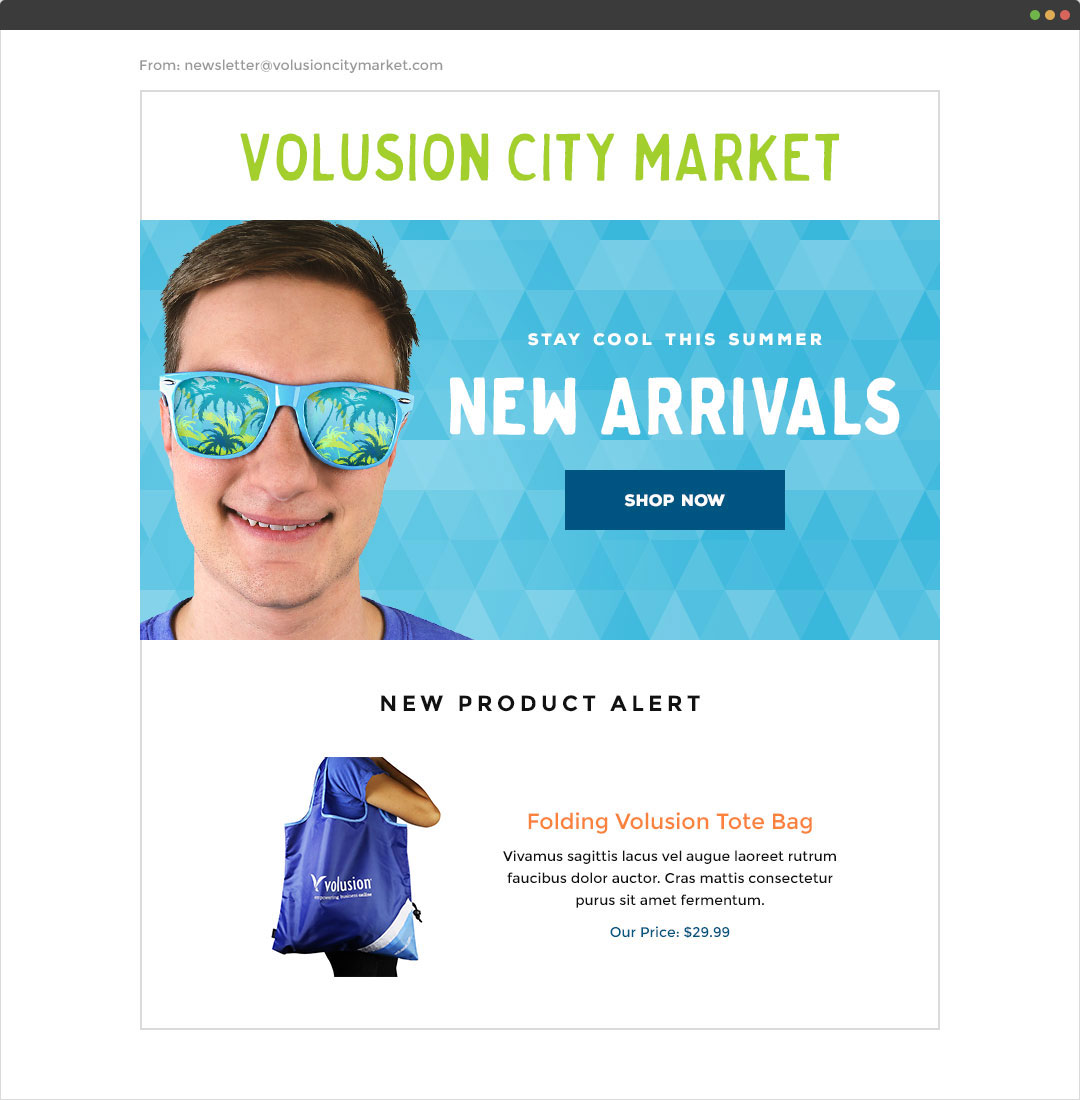 From: newsletter@volusioncitymarket.com
VOLUSION CITY MARKET
STAY COOL THIS SUMMER
NEW ARRIVALS
SHOP NOW
NEW PRODUCT ALERT
Folding Volusion Tote Bag
Vivamus sagittis lacus vel augue laoreet rutrum
faucibus dolor auctor. Cras mattis consectetur
purus sit amet fermentum.
Our Price: $29.99
volusion
empowering business online